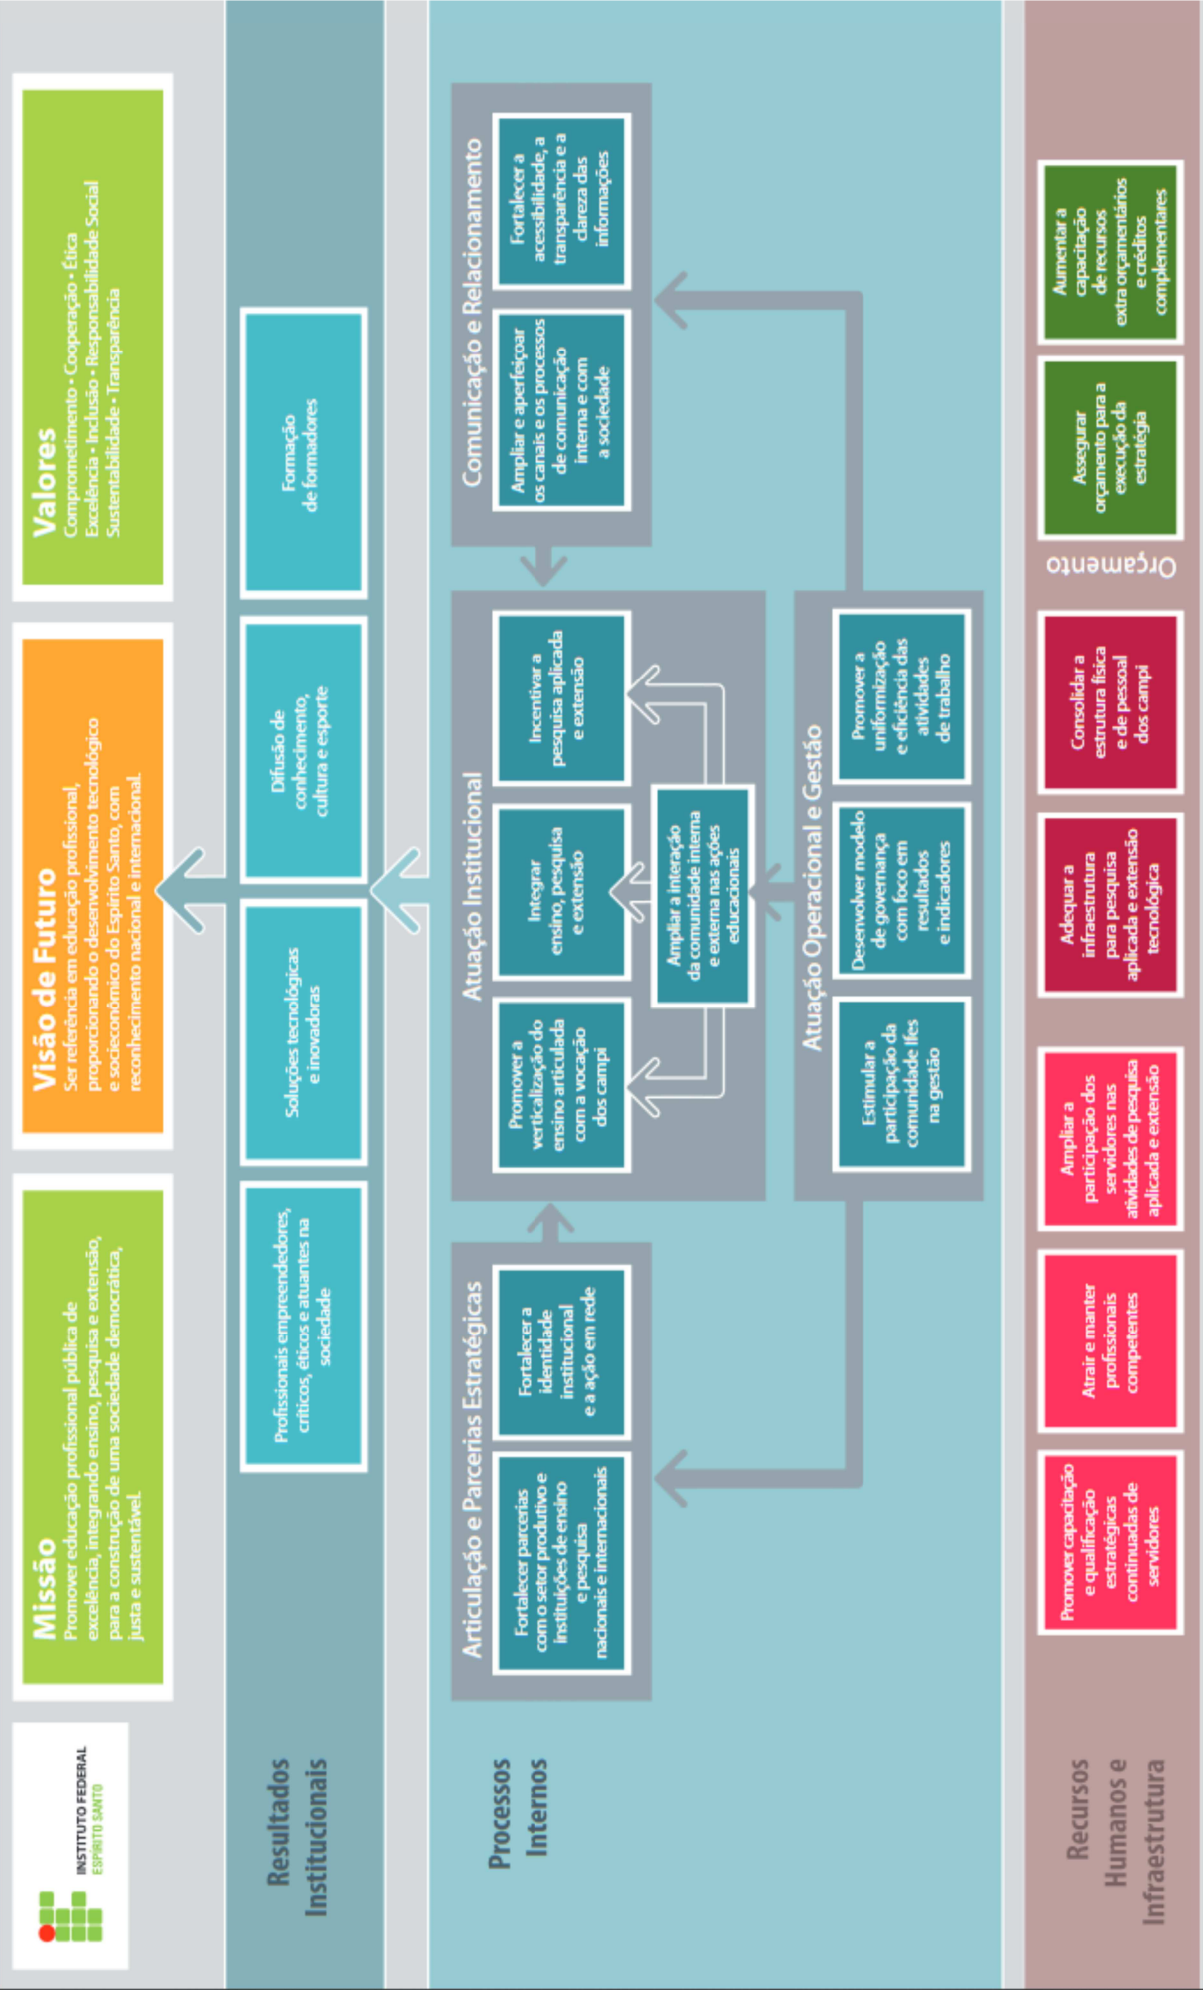 INSTITUTO FEDERAL
ESPÍRITO SANTO
Missão
Promover educação profissional pública de
excelência, integrando ensino, pesquisa e extensão,
para a construção de uma sociedade democrática,
justa e sustentável.
Visão de Futuro
Ser referência em educação profissional,
proporcionando o desenvolvimento tecnológico
e socieconômico do Espírito Santo, com
reconhecimento nacional e internacional.
Valores
Comprometimento • Cooperação • Ética
Excelência • Inclusão • Responsabilidade Social
Sustentabilidade • Transparência
Resultados
Institucionais
Profissionais empreendedores,
críticos, éticos e atuantes na
sociedade
Soluções tecnológicas
e inovadoras
Difusão de
conhecimento,
cultura e esporte
Formação
de formadores
Processos
Internos
Articulação e Parcerias Estratégicas
Fortalecer parcerias
com o setor produtivo e
instituições de ensino
e pesquisa
nacionais e internacionais
Fortalecer a
identidade
institucional
e a ação em rede
Atuação Institucional
Promover a
verticalização do
ensino articulada
com a vocação
dos campi
Integrar
ensino, pesquisa
e extensão
Incentivar a
pesquisa aplicada
e extensão
Ampliar a interação
da comunidade interna
e externa nas ações
educacionais
Comunicação e Relacionamento
Ampliar e aperfeiçoar
os canais e os processos
de comunicação
interna e com
a sociedade
Fortalecer a
acessibilidade, a
transparência e a
clareza das
informações
Atuação Operacional e Gestão
Estimular a
participação da
comunidade Ifes
na gestão
Desenvolver modelo
de governança
com foco em
resultados
e indicadores
Promover a
uniformização
e eficiência das
atividades
de trabalho
Recursos
Humanos e
Infraestrutura
Promover capacitação
e qualificação
estratégicas
continuadas de
servidores
Atrair e manter
profissionais
competentes
Ampliar a
participação dos
servidores nas
atividades de pesquisa
aplicada e extensão
Adequar a
infraestrutura
para pesquisa
aplicada e extensão
tecnológica
Consolidar a
estrutura física
e de pessoal
dos campi
Orçamento
Assegurar
orçamento para a
execução da
estratégia
Aumentar a
capacitação
de recursos
extra orçamentários
e créditos
complementares